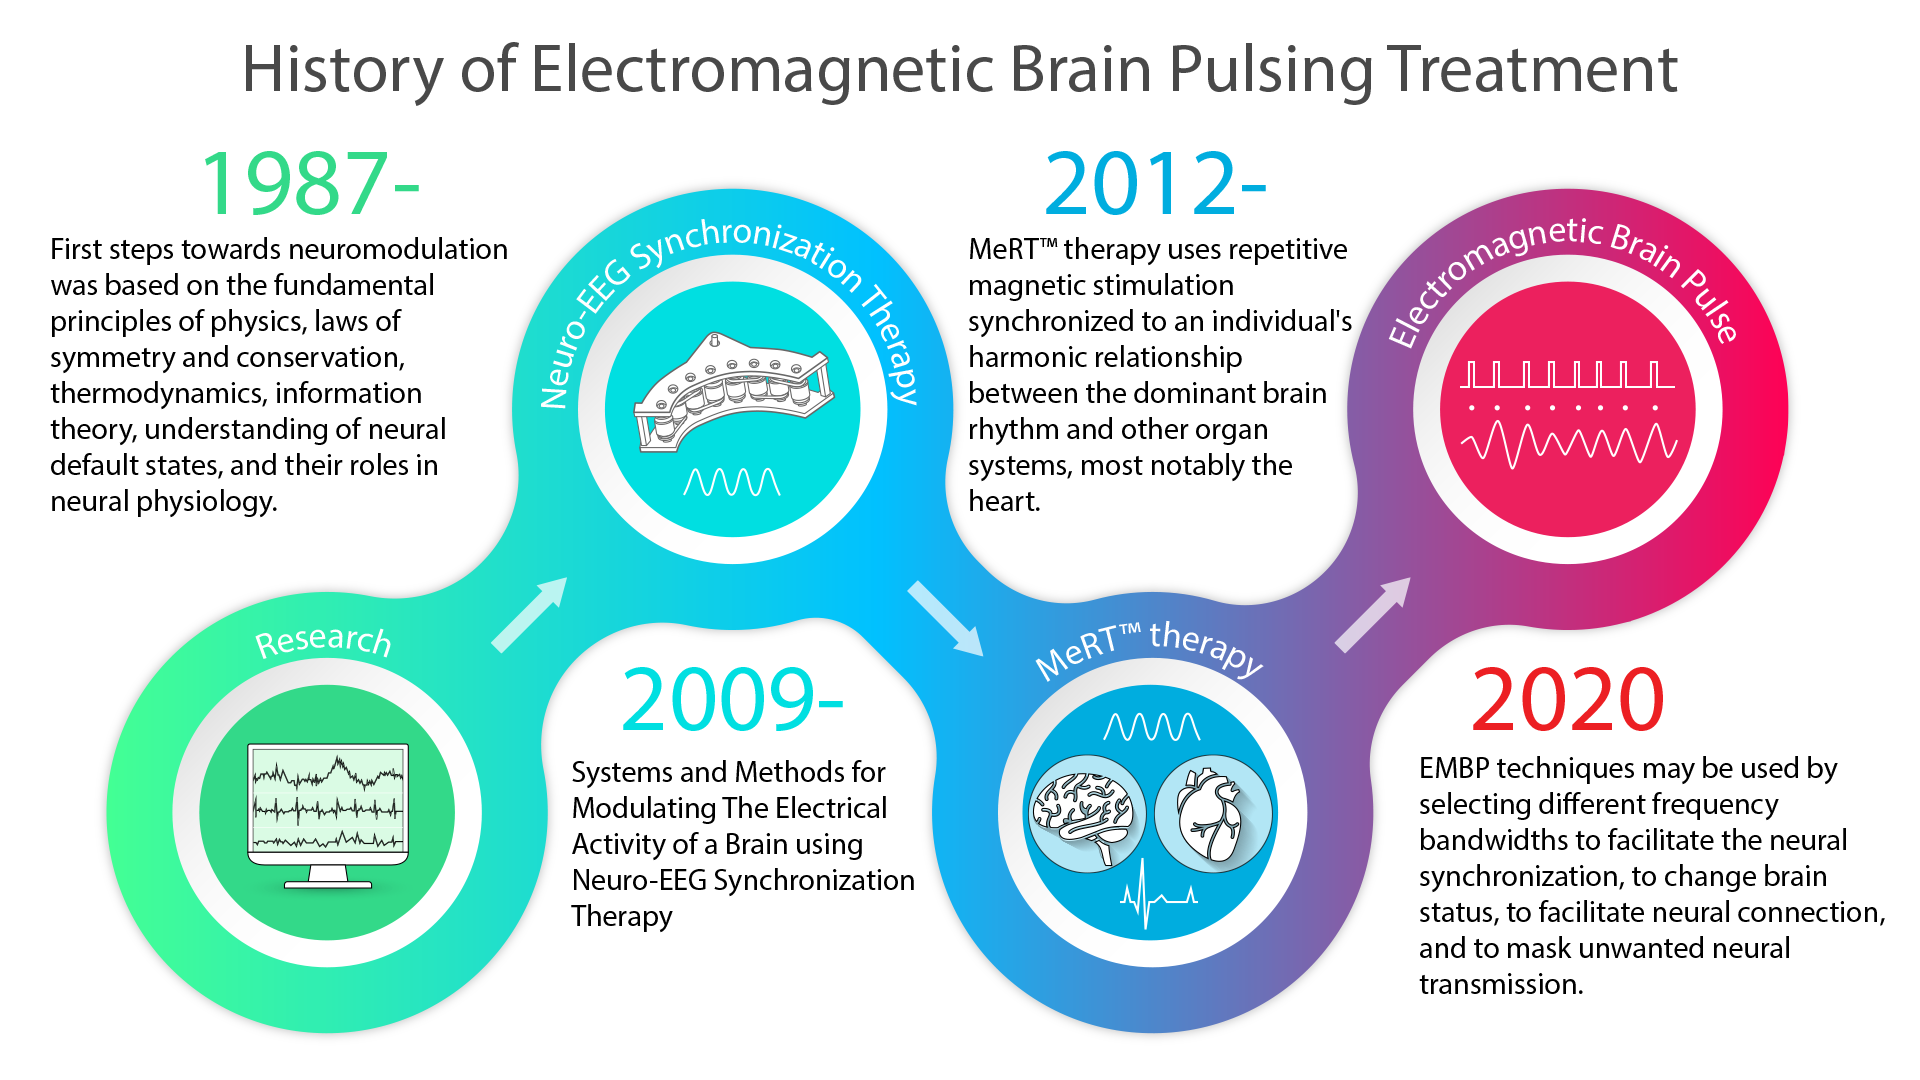 History of Electromagnetic Brain Pulsing Treatment
1987-
First steps towards neuromodulation
was based on the fundamental
principles of physics, laws of
symmetry and conservation,
thermodynamics, information
theory, understanding of neural
default states, and their roles in
neural physiology.
Research
Neuro-EEG Synchronization Therapy
2009-
Systems and Methods for
Modulating The Electrical
Activity of a Brain using
Neuro-EEG Synchronization
Therapy
2012-
MeRT™ therapy uses repetitive
magnetic stimulation
synchronized to an individual's
harmonic relationship
between the dominant brain
rhythm and other organ
systems, most notably the
heart.
MeRT™ therapy
Electromagnetic Brain Pulse
2020
EMBP techniques may be used by
selecting different frequency
bandwidths to facilitate the neural
synchronization, to change brain
status, to facilitate neural connection,
and to mask unwanted neural
transmission.